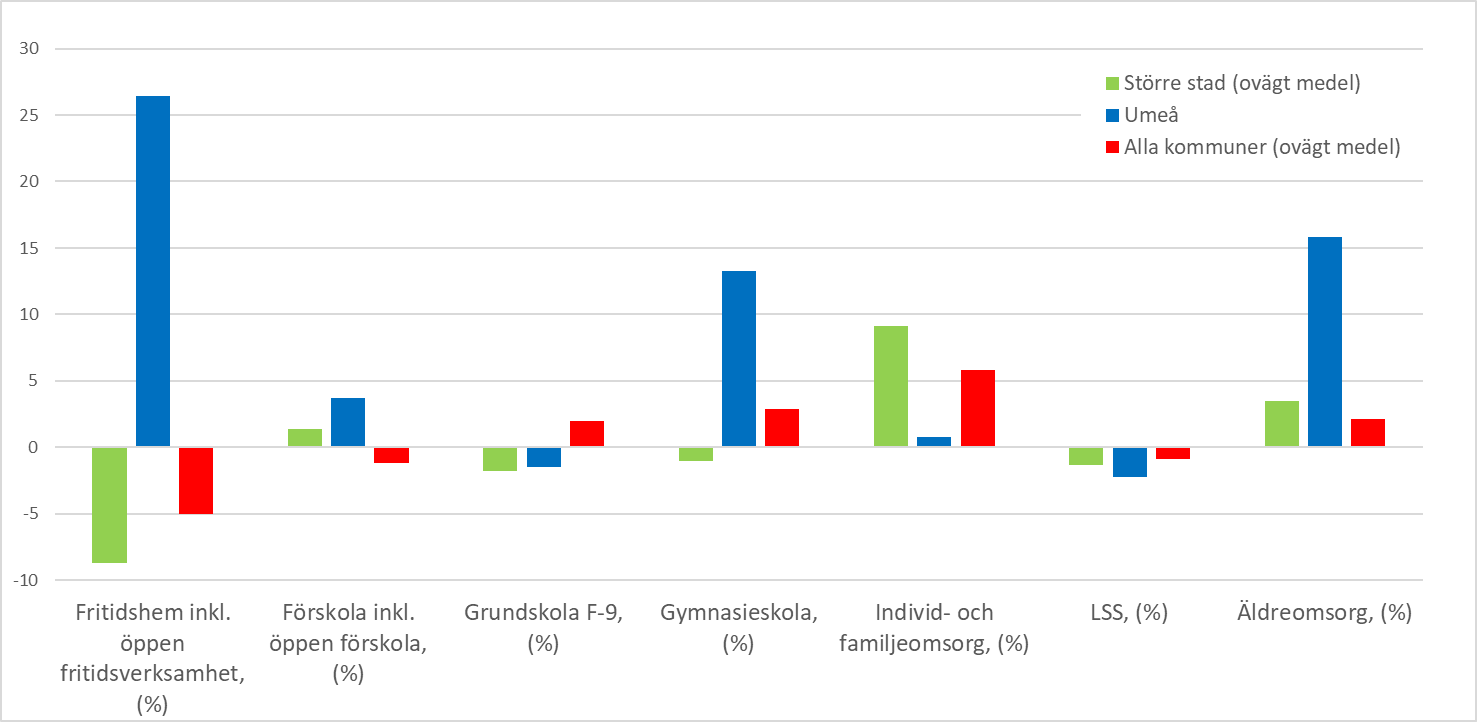 30
25
20
15
10
5
0
-5
-10
Större stad (ovägt medel)
Umeå
Alla kommuner (ovägt medel)
Fritidshem inkl.
öppen
fritidsverksamhet,
(%)
Förskola inkl.
öppen förskola,
(%)
Grundskola F-9,
(%)
Gymnasieskola,
(%)
Individ- och
familjeomsorg, (%)
LSS, (%)
Äldreomsorg, (%)